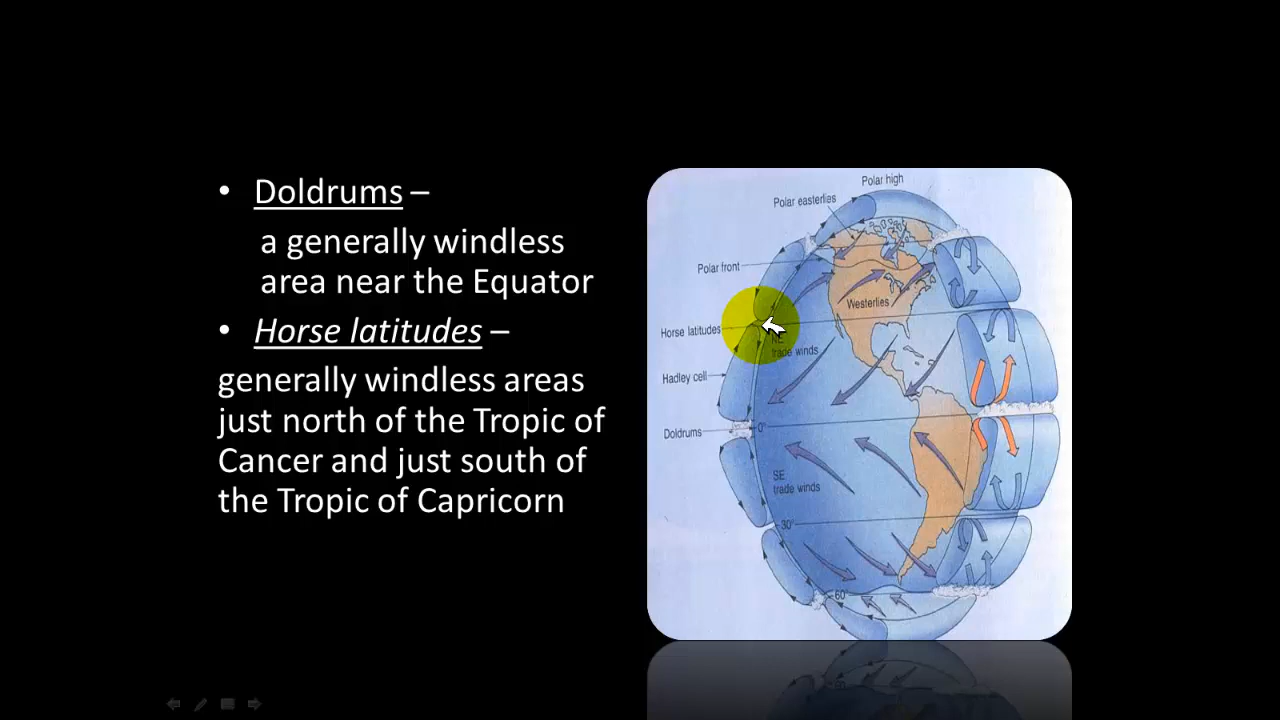 • Doldrums –
a generally windless
area near the Equator
• Horse latitudes –
generally windless areas
just north of the Tropic of
Cancer and just south of
the Tropic of Capricorn
Polar high
Polar easterlies
Polar front
Westerlies
Horse latitudes
NE
trade winds
Hadley cell
Doldrums
0°
SE
trade winds
30°
60°